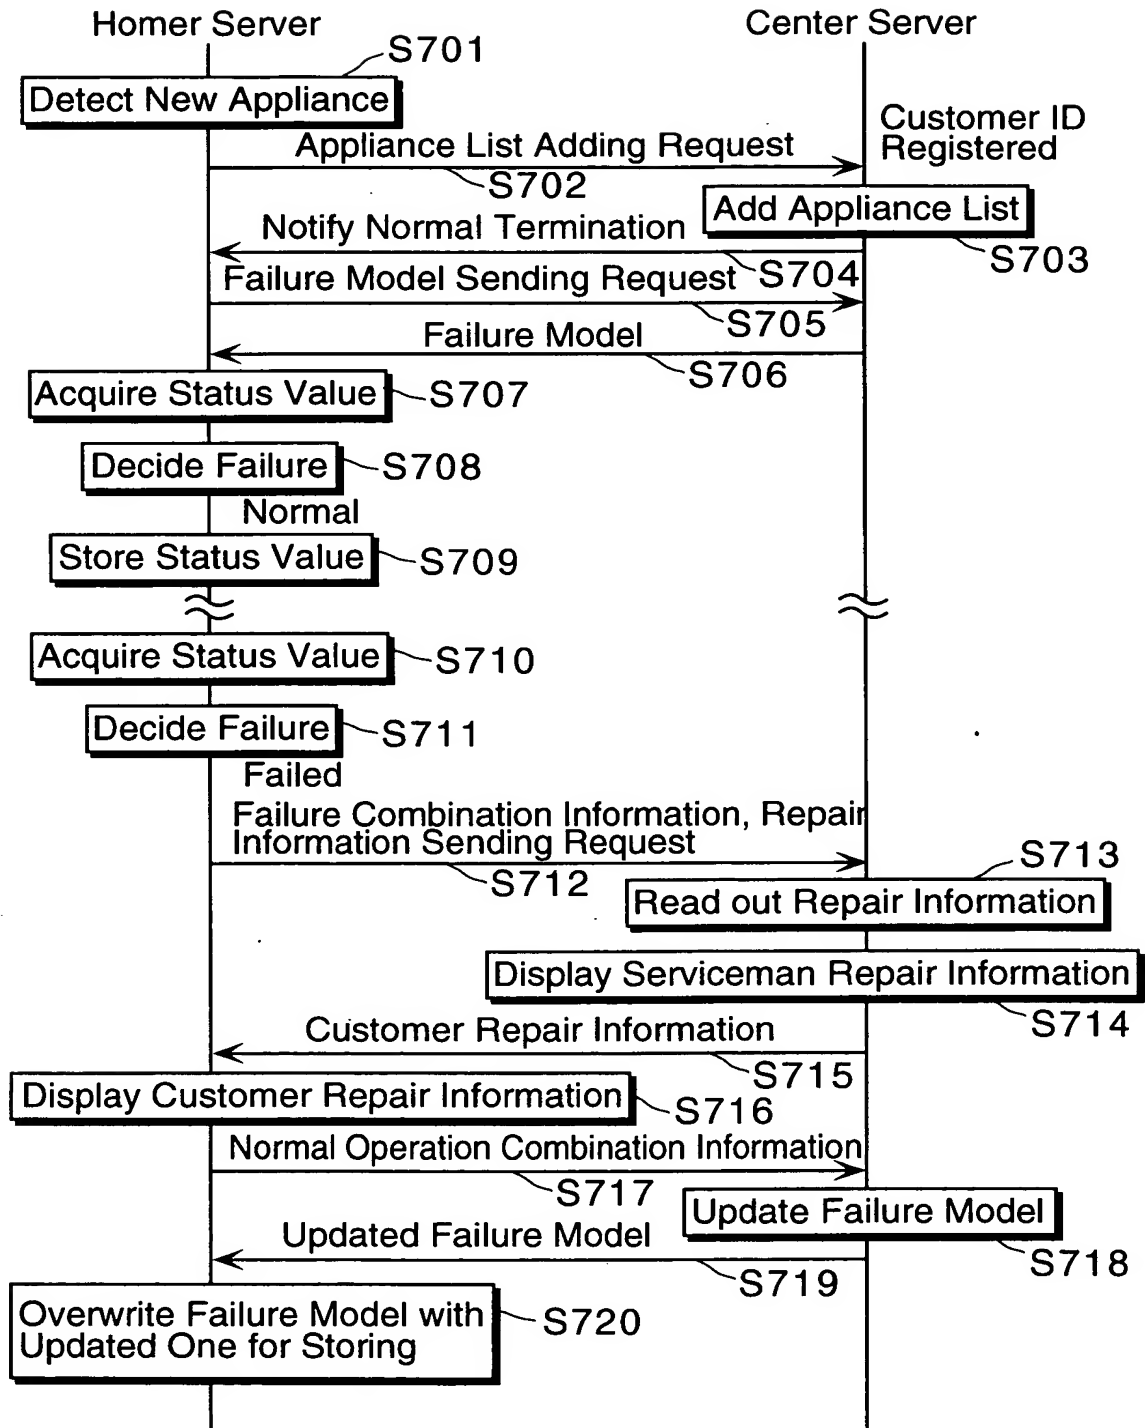 Homer Server
Center Server
S701
Detect New Appliance
Customer ID
Registered
Appliance List Adding Request
S702
Add Appliance List
S703
Notify Normal Termination
S704
Failure Model Sending Request
S705
Failure Model
S706
Acquire Status Value
S707
Decide Failure
S708
Normal
Store Status Value
S709
Acquire Status Value
S710
Decide Failure
S711
Failed
Failure Combination Information, Repair
Information Sending Request
S712
S713
Read out Repair Information
Display Serviceman Repair Information
S714
Customer Repair Information
S715
Display Customer Repair Information
S716
Normal Operation Combination Information
S717
Update Failure Model
S718
Updated Failure Model
S719
Overwrite Failure Model with
Updated One for Storing
S720